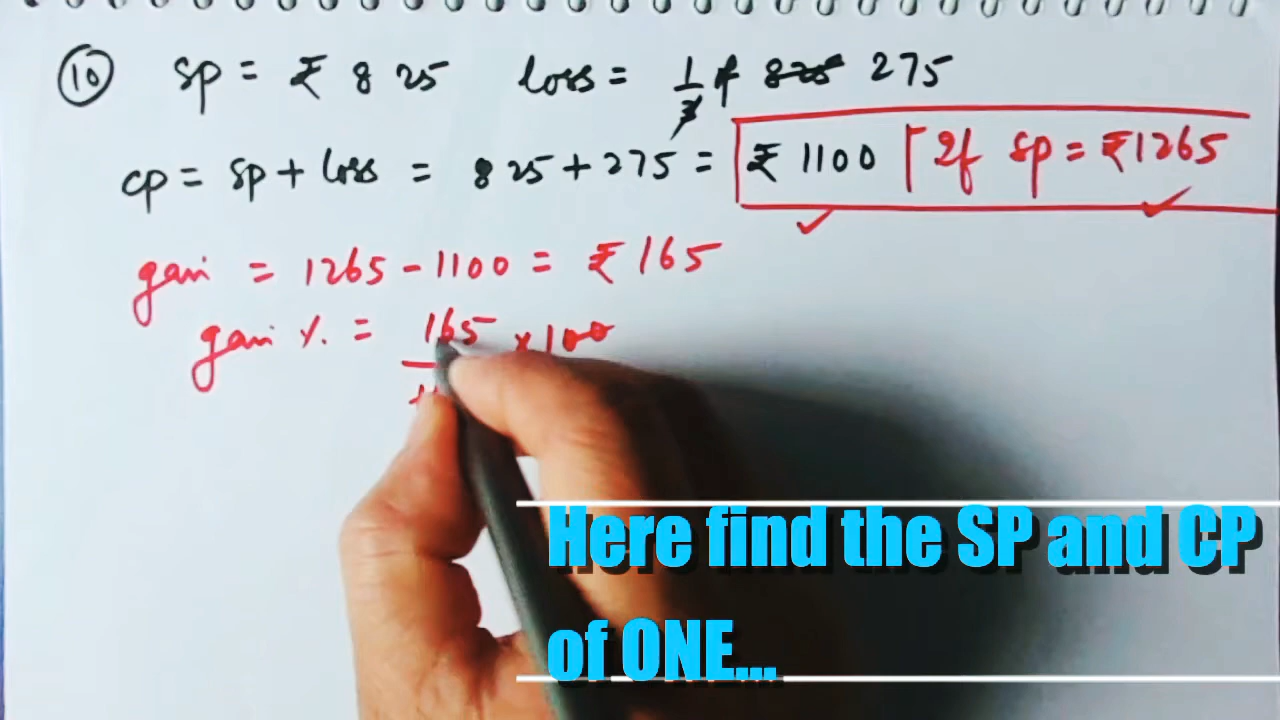 10 SP = ₹ 825 loss = 1/3 of 825 275
CP = SP + loss = 825 + 275 = ₹ 1100 If SP = ₹1265
gain = 1265 - 1100 = ₹ 165
gain %. = 165 × 100
Here find the SP and CP
of ONE...